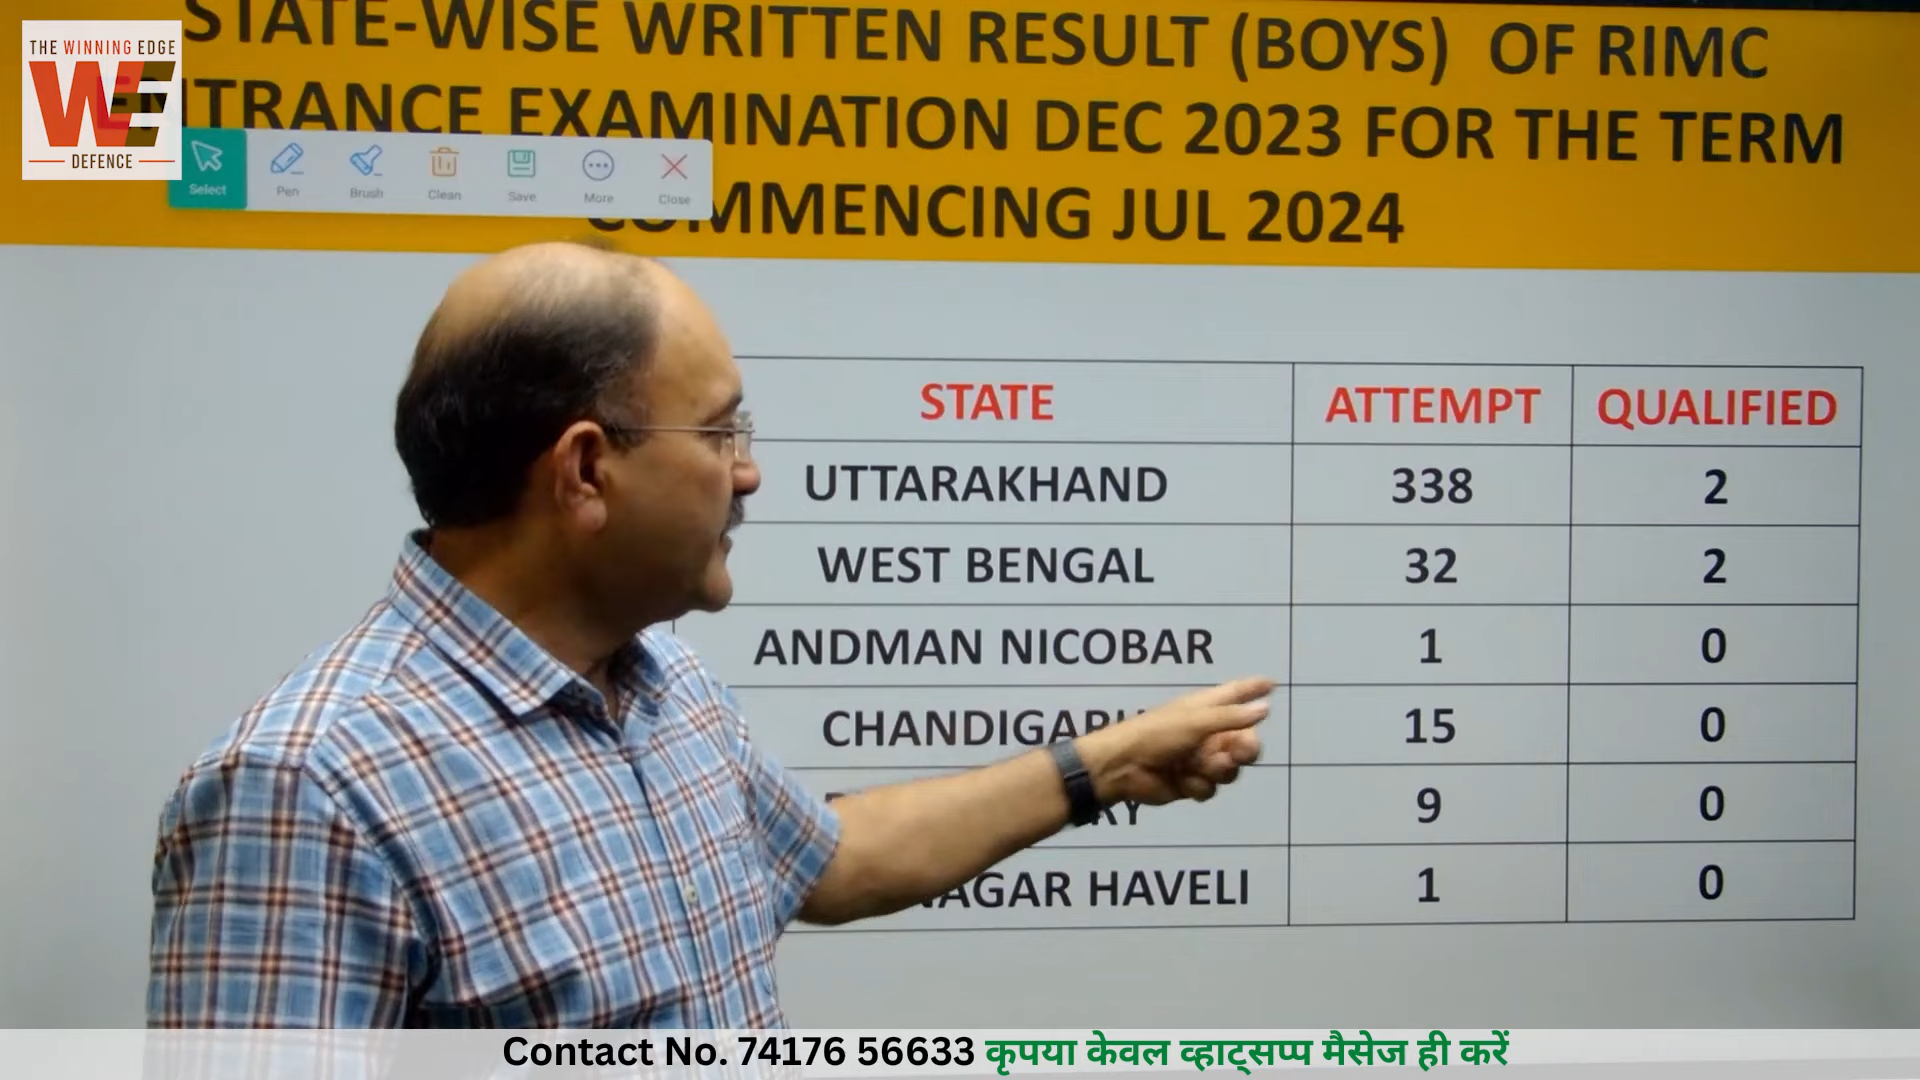 STATE-WISE WRITTEN RESULT (BOYS) OF RIMC
ENTRANCE EXAMINATION DEC 2023 FOR THE TERM
COMMENCING JUL 2024
THE WINNING EDGE
WE
DEFENCE
Select Pen Brush Clean Save More Close
STATE ATTEMPT QUALIFIED
UTTARAKHAND 338 2
WEST BENGAL 32 2
ANDMAN NICOBAR 1 0
CHANDIGARH 15 0
9 0
NAGAR HAVELI 1 0
Contact No. 74176 56633 कृपया केवल व्हाट्सप्प मैसेज ही करें